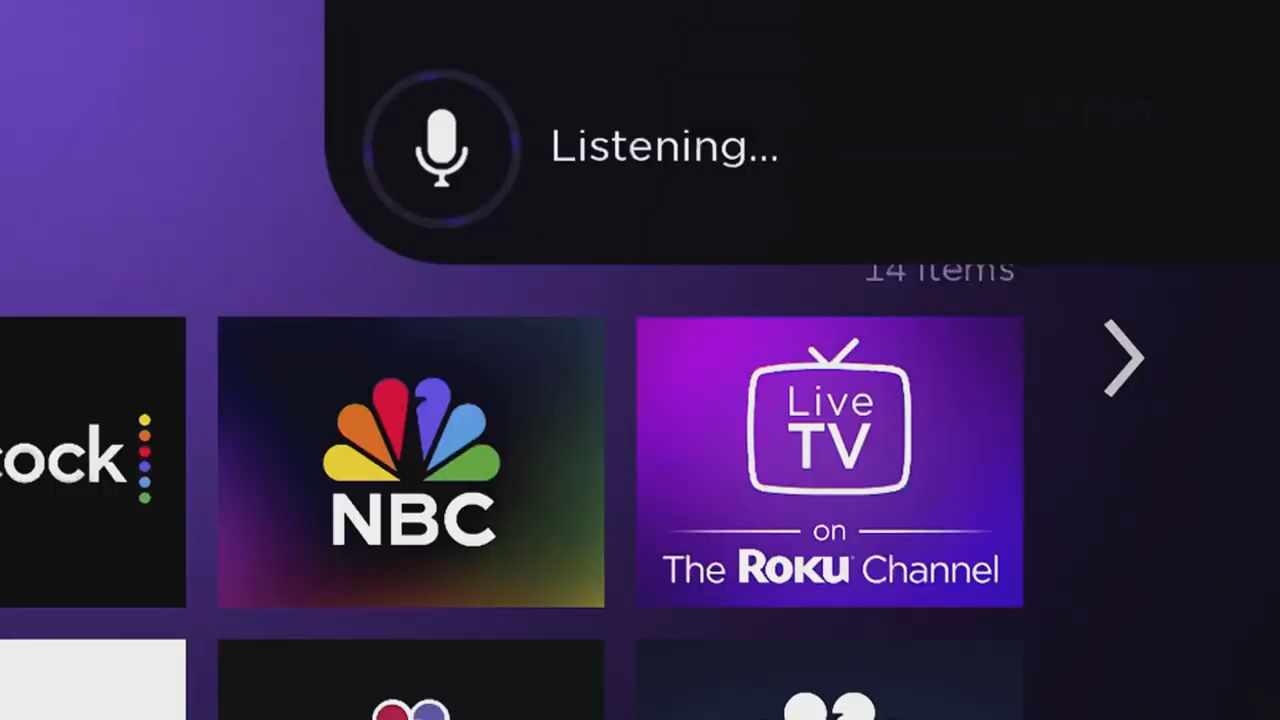 Listening...
14 items
cock
NBC
Live
TV
on
The Roku Channel